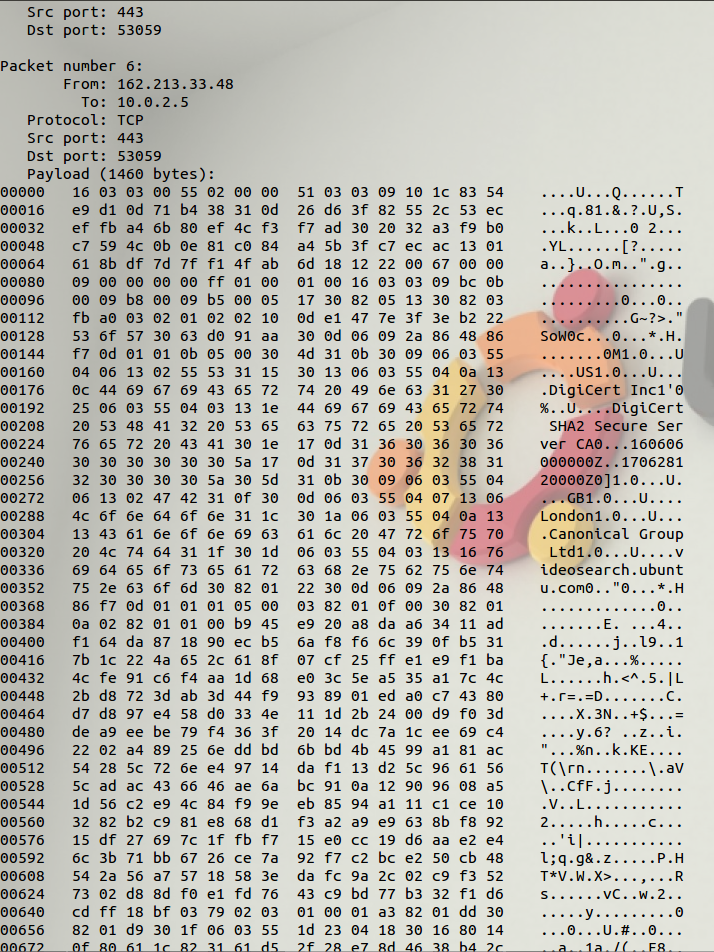 Src port: 443
Dst port: 53059
Packet number 6:
From: 162.213.33.48
To: 10.0.2.5
Protocol: TCP
Src port: 443
Dst port: 53059
Payload (1460 bytes):
00000 16 03 03 00 55 02 00 00 51 03 03 09 10 1c 83 54 ....U...Q......T
00016 e9 d1 0d 71 b4 38 31 0d 26 d6 3f 82 55 2c 53 ec ...q.81.&.?.U,S.
00032 ef fb a4 6b 80 ef 4c f3 f7 ad 30 20 32 a3 f9 b0 ...k..L...0 2...
00048 c7 59 4c 0b 0e 81 c0 84 a4 5b 3f c7 ec ac 13 01 .YL......[?.....
00064 61 8b df 7d 7f f1 4f ab 6d 18 12 22 00 67 00 00 a..}..O.m..".g..
00080 09 00 00 00 00 ff 01 00 01 00 16 03 03 09 bc 0b ................
00096 00 09 b8 00 09 b5 00 05 17 30 82 05 13 30 82 03 .........0...0..
00112 fb a0 03 02 01 02 02 10 0d e1 47 7e 3f 3e b2 22 ..........G~?>."
00128 53 6f 57 30 63 d0 91 aa 30 0d 06 09 2a 86 48 86 SoW0c...0...*.H.
00144 f7 0d 01 01 0b 05 00 30 4d 31 0b 30 09 06 03 55 .......0M1.0...U
00160 04 06 13 02 55 53 31 15 30 13 06 03 55 04 0a 13 ....US1.0...U...
00176 0c 44 69 67 69 43 65 72 74 20 49 6e 63 31 27 30 .DigiCert Inc1'0
00192 25 06 03 55 04 03 13 1e 44 69 67 69 43 65 72 74 %..U....DigiCert
00208 20 53 48 41 32 20 53 65 63 75 72 65 20 53 65 72 SHA2 Secure Ser
00224 76 65 72 20 43 41 30 1e 17 0d 31 36 30 36 30 36 ver CA0...160606
00240 30 30 30 30 30 30 5a 17 0d 31 37 30 36 32 38 31 000000Z..1706281
00256 32 30 30 30 30 5a 30 5d 31 0b 30 09 06 03 55 04 20000Z0]1.0...U.
00272 06 13 02 47 42 31 0f 30 0d 06 03 55 04 07 13 06 ...GB1.0...U....
00288 4c 6f 6e 64 6f 6e 31 1c 30 1a 06 03 55 04 0a 13 London1.0...U...
00304 13 43 61 6e 6f 6e 69 63 61 6c 20 47 72 6f 75 70 .Canonical Group
00320 20 4c 74 64 31 1f 30 1d 06 03 55 04 03 13 16 76 Ltd1.0...U....v
00336 69 64 65 6f 73 65 61 72 63 68 2e 75 62 75 6e 74 ideosearch.ubunt
00352 75 2e 63 6f 6d 30 82 01 22 30 0d 06 09 2a 86 48 u.com0.."0...*.H
00368 86 f7 0d 01 01 01 05 00 03 82 01 0f 00 30 82 01 .............0..
00384 0a 02 82 01 01 00 b9 45 e9 20 a8 da a6 34 11 ad .......E. ...4..
00400 f1 64 da 87 18 90 ec b5 6a f8 f6 6c 39 0f b5 31 .d......j..l9..1
00416 7b 1c 22 4a 65 2c 61 8f 07 cf 25 ff e1 e9 f1 ba {."Je,a...%.....
00432 4c fe 91 c6 f4 aa 1d 68 e0 3c 5e a5 35 a1 7c 4c L......h.<^.5.|L
00448 2b d8 72 3d ab 3d 44 f9 93 89 01 ed a0 c7 43 80 +.r=.=D.......C.
00464 d7 d8 97 e4 58 d0 33 4e 11 1d 2b 24 00 d9 f0 3d ....X.3N..+$...=
00480 de a9 ee be 79 f4 36 3f 20 14 dc 7a 1c ee 69 c4 ....y.6? ..z..i.
00496 22 02 a4 89 25 6e dd bd 6b bd 4b 45 99 a1 81 ac "...%n..k.KE....
00512 54 28 5c 72 6e e4 97 14 da f1 13 d2 5c 96 61 56 T(\rn.......\.aV
00528 5c ad ac 43 66 46 ae 6a bc 91 0a 12 90 96 08 a5 \..CfF.j........
00544 1d 56 c2 e9 4c 84 f9 9e eb 85 94 a1 11 c1 ce 10 .V..L...........
00560 32 82 b2 c9 81 e8 68 d1 f3 a2 a9 e9 63 8b f8 92 2.....h.....c...
00576 15 df 27 69 7c 1f fb f7 15 e0 cc 19 d6 aa e2 e4 ..'i|...........
00592 6c 3b 71 bb 67 26 ce 7a 92 f7 c2 bc e2 50 cb 48 l;q.g&.z.....P.H
00608 54 2a 56 a7 57 18 58 3e da fc 9a 2c 02 c9 f3 52 T*V.W.X>...,...R
00624 73 02 d8 8d f0 e1 fd 76 43 c9 bd 77 b3 32 f1 d6 s......vC..w.2..
00640 cd ff 18 bf 03 79 02 03 01 00 01 a3 82 01 dd 30 .....y.........0
00656 82 01 d9 30 1f 06 03 55 1d 23 04 18 30 16 80 14 ...0...U.#..0...
00672 0f 80 61 1c 82 31 61 d5 2f 28 e7 8d 46 38 b4 2c ..a..1a./(..F8.,